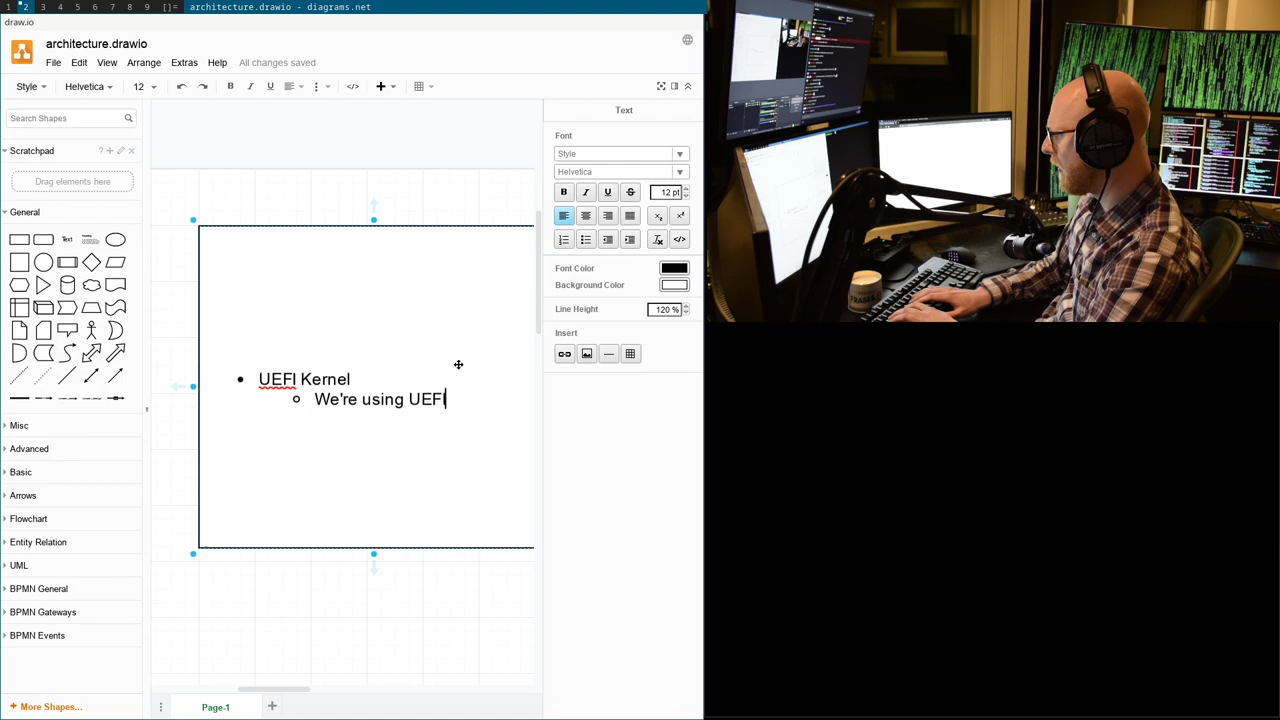 1 2 3 4 5 6 7 8 9 []= architecture.drawio - diagrams.net
draw.io
architecture.drawio
File Edit View Arrange Extras Help All changes saved
Style Helvetica 12 B I U </>
Search Shapes
Scratchpad ?
Drag elements here
General
Text
Misc
Advanced
Basic
Arrows
Flowchart
Entity Relation
UML
BPMN General
BPMN Gateways
BPMN Events
+ More Shapes...
UEFI Kernel
We're using UEFI
Page-1
Text
Font
Style
Helvetica
B I U S 12 pt
Font Color
Background Color
Line Height 120 %
Insert